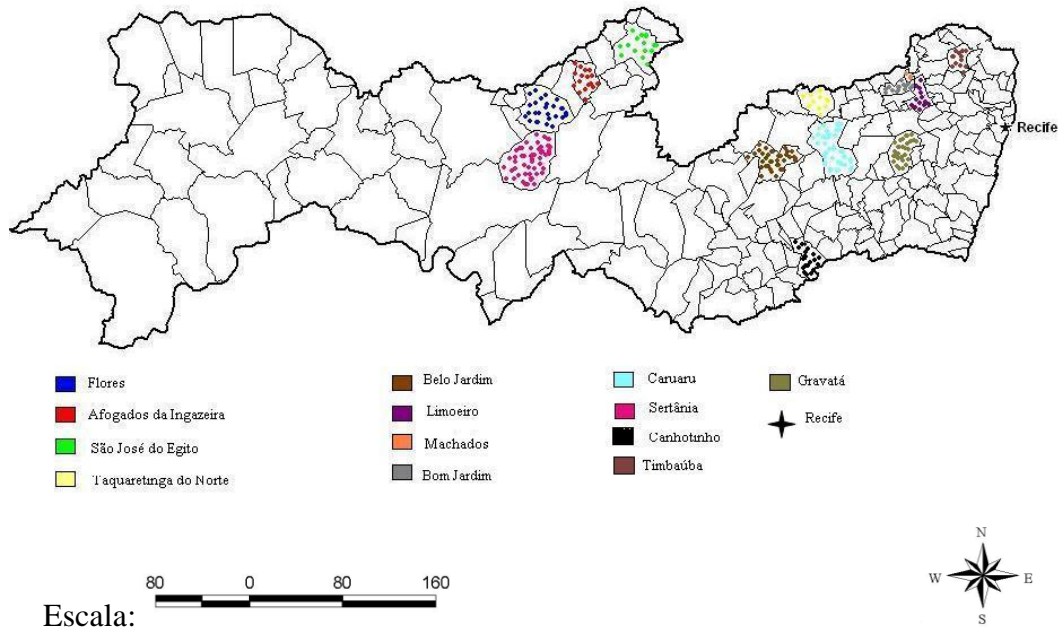 Recife
Flores
Afogados da Ingazeira
São José do Egito
Taquaretinga do Norte
Belo Jardim
Limoeiro
Machados
Bom Jardim
Caruaru
Sertânia
Canhotinho
Timbaúba
Gravatá
Recife
N
W E
S
80 0 80 160
Escala: